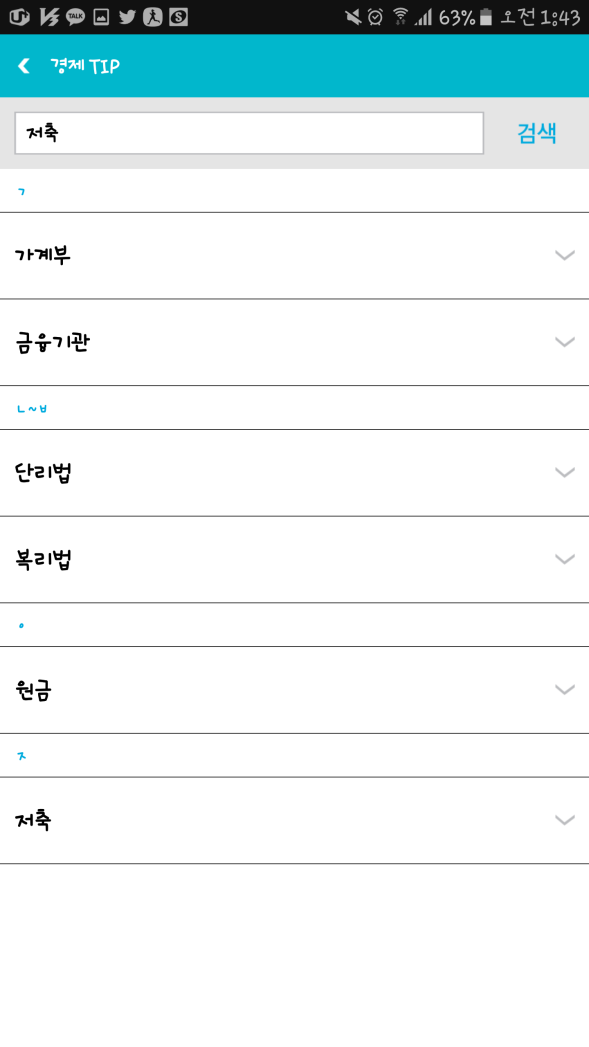 63% 오전 1:43
경제 TIP
저축 검색
ㄱ
가계부
금융기관
ㄴ~ㅂ
단리법
복리법
ㅇ
원금
ㅈ
저축